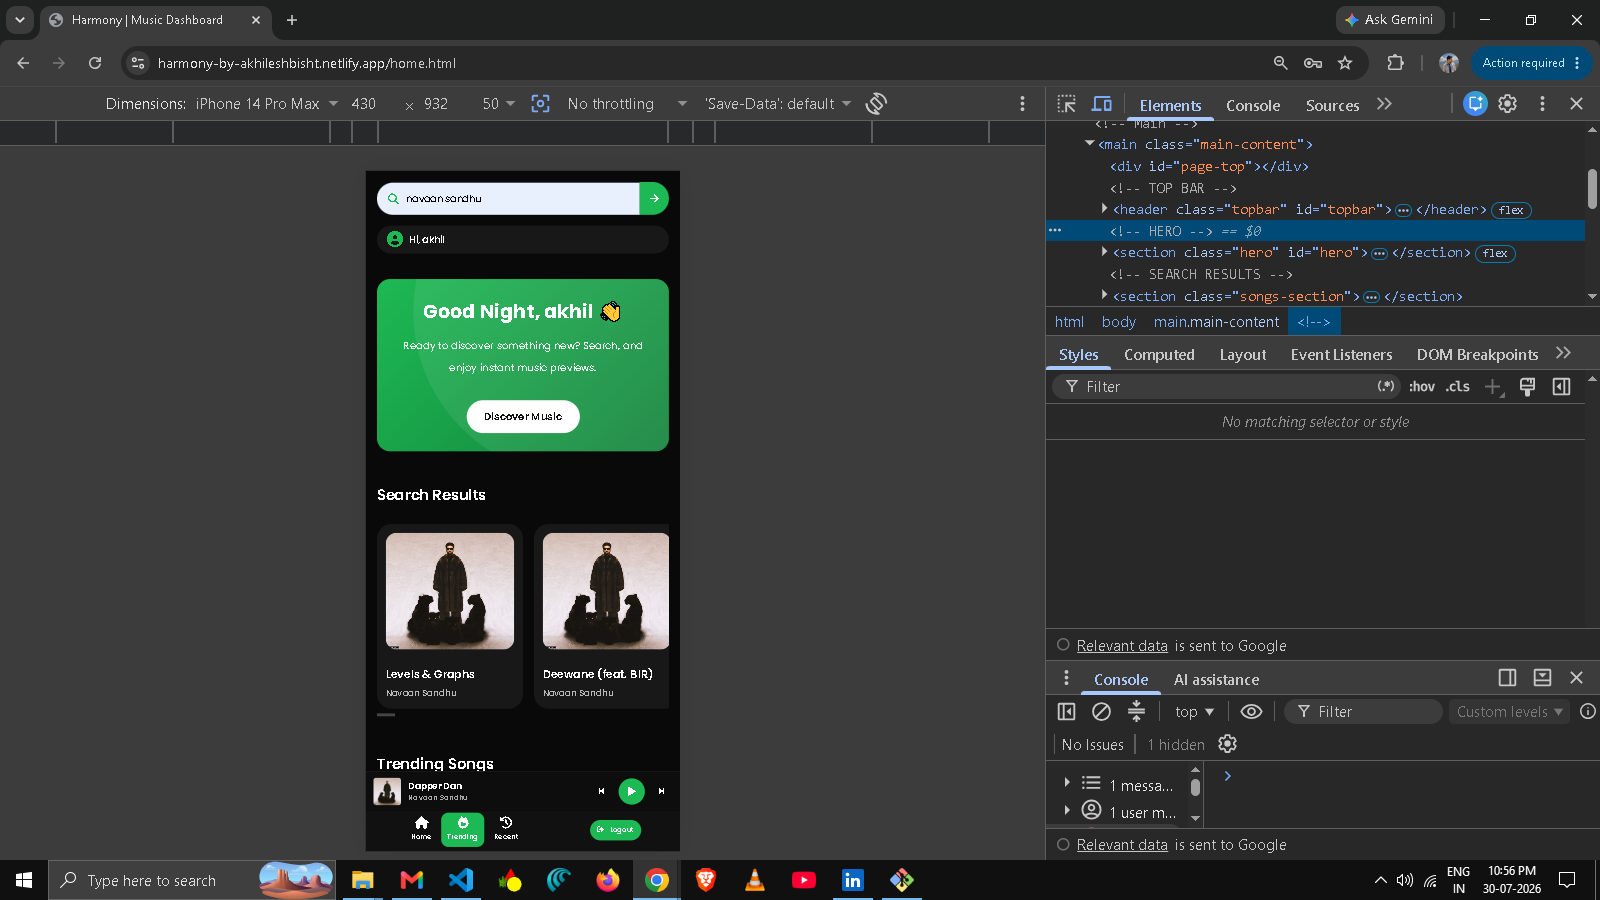 Harmony | Music Dashboard
Ask Gemini
harmony-by-akhileshbisht.netlify.app/home.html
Action required
Dimensions: iPhone 14 Pro Max 430 × 932 50 No throttling 'Save-Data': default
navaan sandhu
Hi, akhil
Good Night, akhil 👏
Ready to discover something new? Search, and
enjoy instant music previews.
Discover Music
Search Results
Levels & Graphs
Navaan Sandhu
Deewane (feat. BIR)
Navaan Sandhu
Trending Songs
Dapper Dan
Navaan Sandhu
Home
Trending
Recent
Logout
Elements Console Sources
<!-- Main -->
<main class="main-content">
<div id="page-top"></div>
<!-- TOP BAR -->
<header class="topbar" id="topbar">…</header> flex
<!-- HERO --> == $0
<section class="hero" id="hero">…</section> flex
<!-- SEARCH RESULTS -->
<section class="songs-section">…</section>
html body main.main-content <!-->
Styles Computed Layout Event Listeners DOM Breakpoints
Filter (.*) :hov .cls
No matching selector or style
Relevant data is sent to Google
Console AI assistance
top Filter Custom levels
No Issues 1 hidden
1 messa...
1 user m...
Relevant data is sent to Google
Type here to search
ENG
IN
10:56 PM
30-07-2026